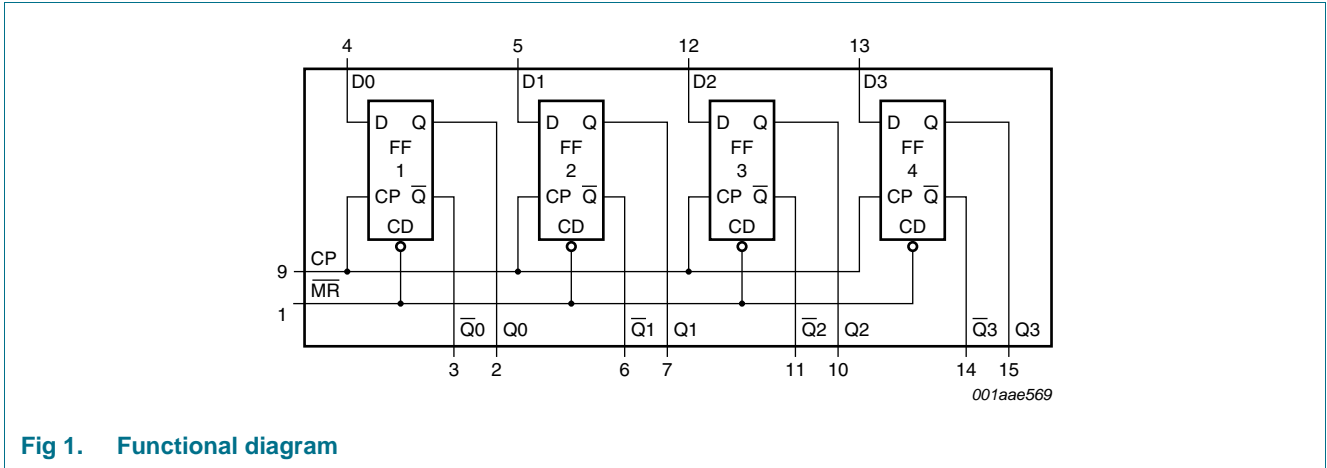 4 5 12 13
D0 D1 D2 D3
D Q D Q D Q D Q
FF FF FF FF
1 2 3 4
CP Q̅ CP Q̅ CP Q̅ CP Q̅
CD CD CD CD
9 CP
1 M̅R̅
Q̅0 Q0 Q̅1 Q1 Q̅2 Q2 Q̅3 Q3
3 2 6 7 11 10 14 15
001aae569
Fig 1. Functional diagram